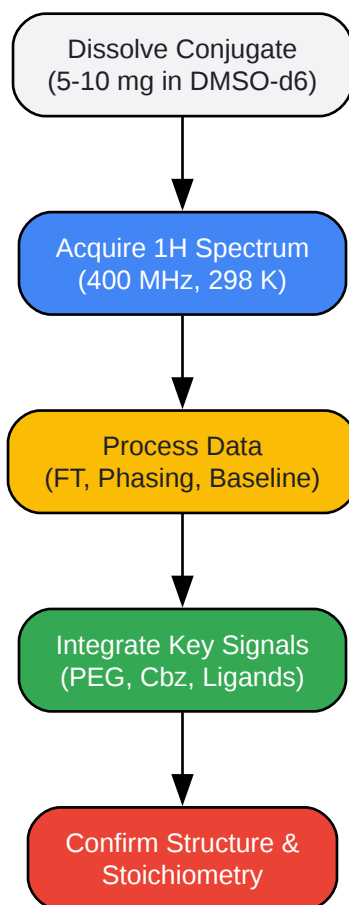 Dissolve Conjugate
(5-10 mg in DMSO-d6)
Acquire 1H Spectrum
(400 MHz, 298 K)
Process Data
(FT, Phasing, Baseline)
Integrate Key Signals
(PEG, Cbz, Ligands)
Confirm Structure &
Stoichiometry